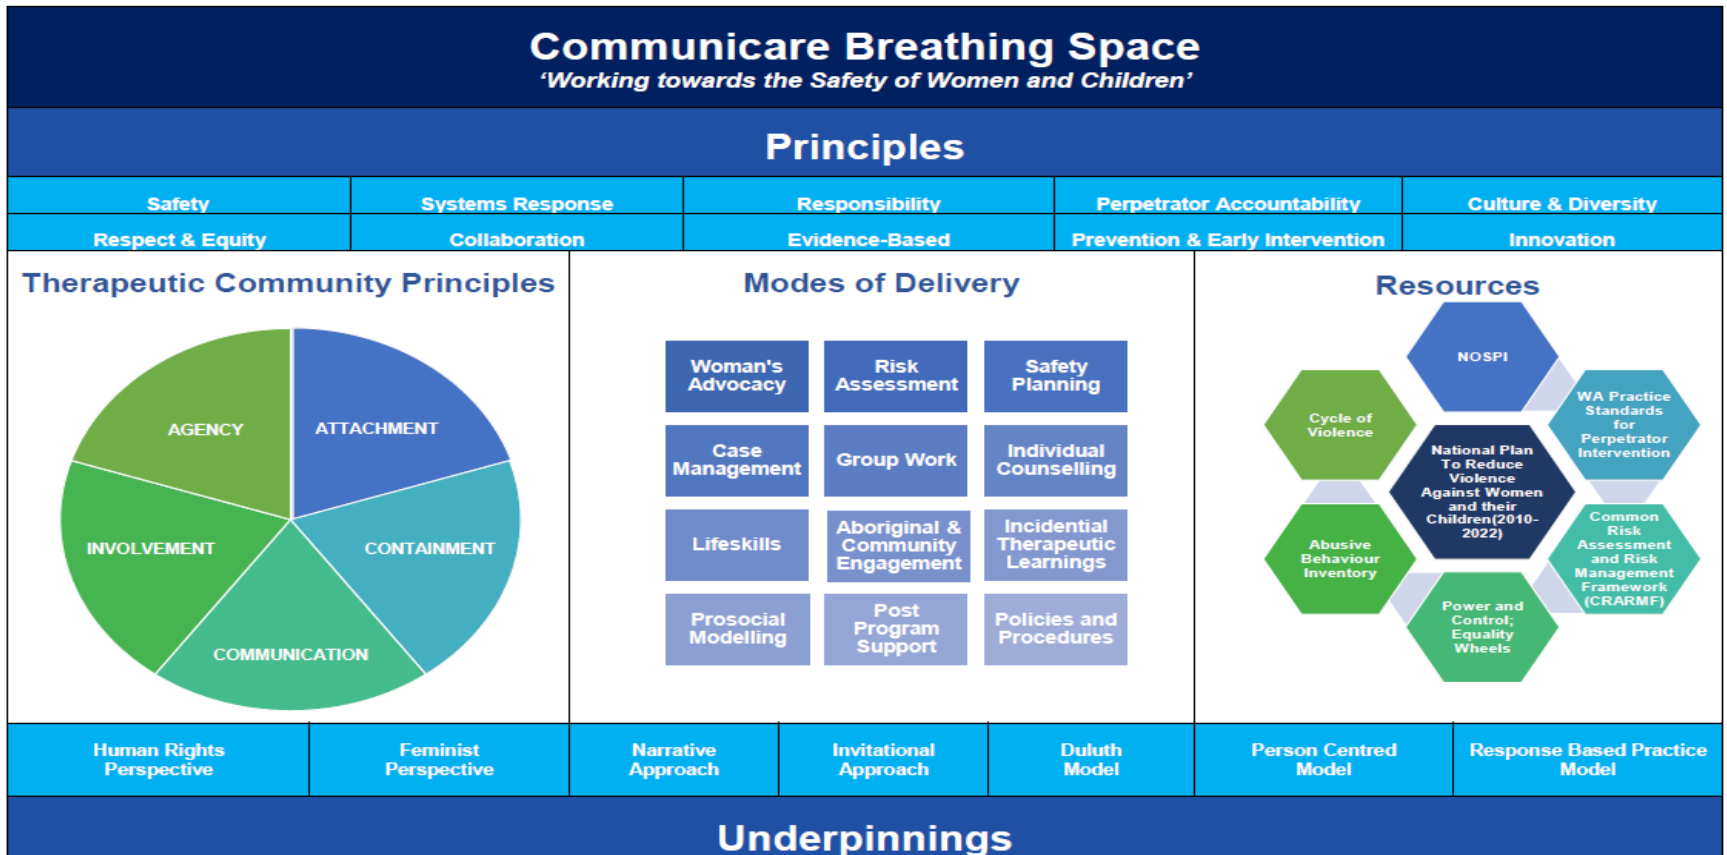 Communicare Breathing Space
‘Working towards the Safety of Women and Children’
Principles
Safety
Systems Response
Responsibility
Perpetrator Accountability
Culture & Diversity
Respect & Equity
Collaboration
Evidence-Based
Prevention & Early Intervention
Innovation
Therapeutic Community Principles
AGENCY
ATTACHMENT
INVOLVEMENT
CONTAINMENT
COMMUNICATION
Modes of Delivery
Woman's
Advocacy
Risk
Assessment
Safety
Planning
Case
Management
Group Work
Individual
Counselling
Lifeskills
Aboriginal &
Community
Engagement
Incidential
Therapeutic
Learnings
Prosocial
Modelling
Post
Program
Support
Policies and
Procedures
Resources
NOSPI
WA Practice
Standards
for
Perpetrator
Intervention
Common
Risk
Assessment
and Risk
Management
Framework
(CRARMF)
Power and
Control;
Equality
Wheels
Abusive
Behaviour
Inventory
Cycle of
Violence
National Plan
To Reduce
Violence
Against Women
and their
Children(2010-
2022)
Human Rights
Perspective
Feminist
Perspective
Narrative
Approach
Invitational
Approach
Duluth
Model
Person Centred
Model
Response Based Practice
Model
Underpinnings